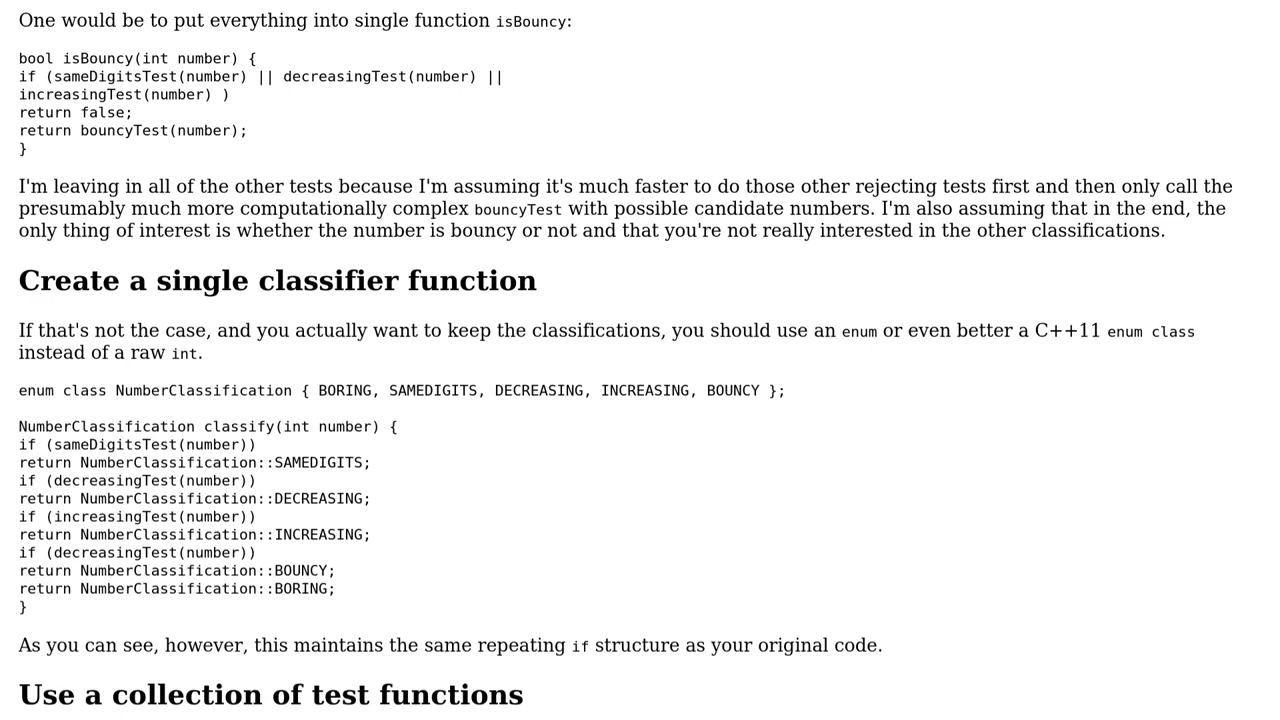 One would be to put everything into single function isBouncy:
bool isBouncy(int number) {
if (sameDigitsTest(number) || decreasingTest(number) ||
increasingTest(number) )
return false;
return bouncyTest(number);
}
I'm leaving in all of the other tests because I'm assuming it's much faster to do those other rejecting tests first and then only call the
presumably much more computationally complex bouncyTest with possible candidate numbers. I'm also assuming that in the end, the
only thing of interest is whether the number is bouncy or not and that you're not really interested in the other classifications.
Create a single classifier function
If that's not the case, and you actually want to keep the classifications, you should use an enum or even better a C++11 enum class
instead of a raw int.
enum class NumberClassification { BORING, SAMEDIGITS, DECREASING, INCREASING, BOUNCY };
NumberClassification classify(int number) {
if (sameDigitsTest(number))
return NumberClassification::SAMEDIGITS;
if (decreasingTest(number))
return NumberClassification::DECREASING;
if (increasingTest(number))
return NumberClassification::INCREASING;
if (decreasingTest(number))
return NumberClassification::BOUNCY;
return NumberClassification::BORING;
}
As you can see, however, this maintains the same repeating if structure as your original code.
Use a collection of test functions